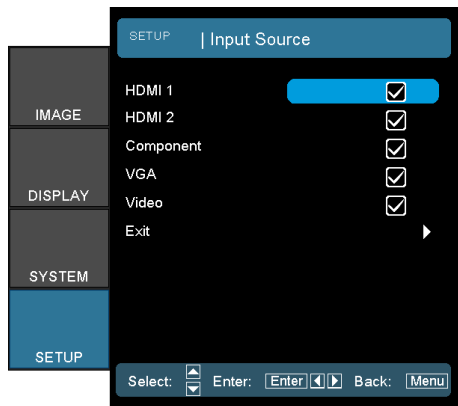 SETUP | Input Source
IMAGE
DISPLAY
SYSTEM
SETUP
HDMI 1
HDMI 2
Component
VGA
Video
Exit
Select: Enter: Enter Back: Menu